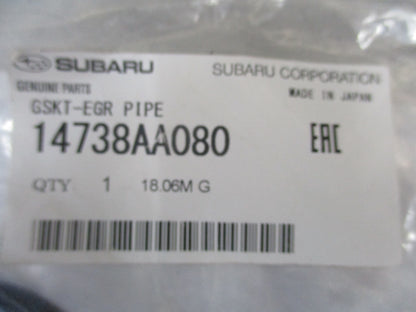 SUBARU SUBARU CORPORATION
GENUINE PARTS MADE IN JAPAN
GSKT-EGR PIPE
14738AA080 EAC
QTY 1 18.06M G